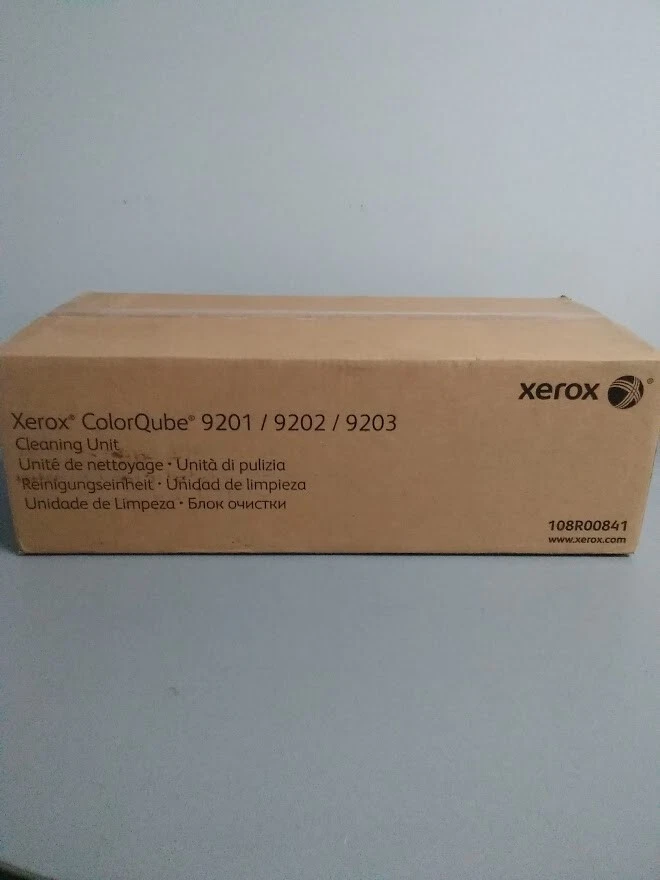 xerox®
Xerox® ColorQube® 9201 / 9202 / 9203
Cleaning Unit
Unité de nettoyage • Unità di pulizia
Reinigungseinheit • Unidad de limpieza
Unidade de Limpeza • Блок очистки
108R00841
www.xerox.com